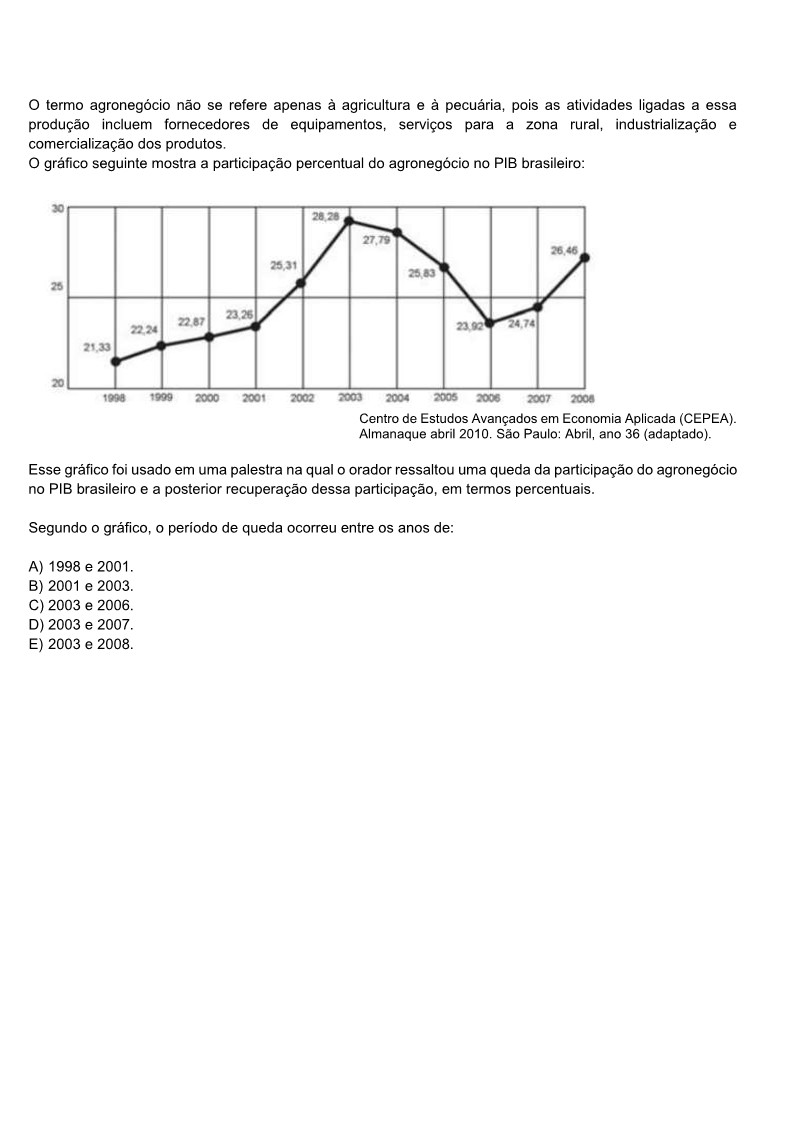 O termo agronegócio não se refere apenas à agricultura e à pecuária, pois as atividades ligadas a essa
produção incluem fornecedores de equipamentos, serviços para a zona rural, industrialização e
comercialização dos produtos.
O gráfico seguinte mostra a participação percentual do agronegócio no PIB brasileiro:
30
28,28
27,79
26,46
25,31
25,83
25
23,26
22,87
22,24
23,92
24,74
21,33
20
1998 1999 2000 2001 2002 2003 2004 2005 2006 2007 2008
Centro de Estudos Avançados em Economia Aplicada (CEPEA).
Almanaque abril 2010. São Paulo: Abril, ano 36 (adaptado).
Esse gráfico foi usado em uma palestra na qual o orador ressaltou uma queda da participação do agronegócio
no PIB brasileiro e a posterior recuperação dessa participação, em termos percentuais.
Segundo o gráfico, o período de queda ocorreu entre os anos de:
A) 1998 e 2001.
B) 2001 e 2003.
C) 2003 e 2006.
D) 2003 e 2007.
E) 2003 e 2008.